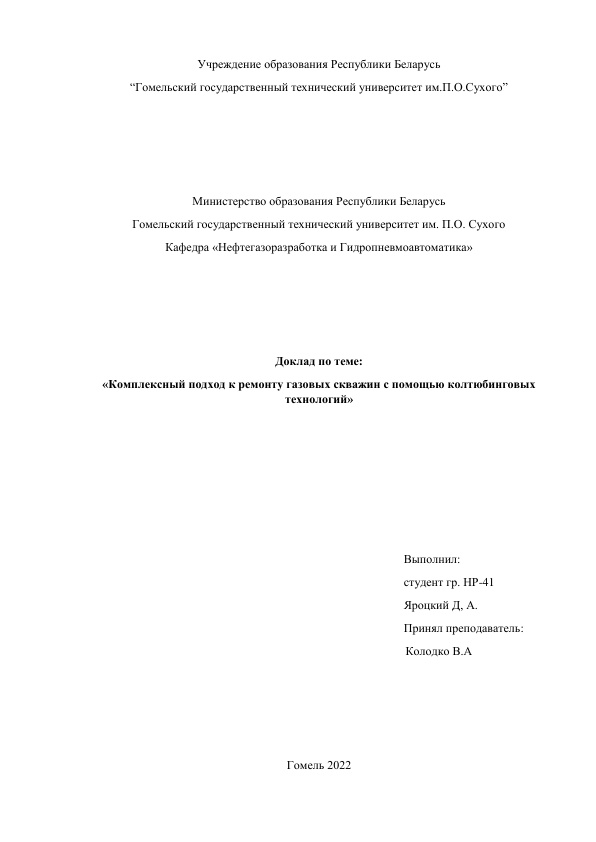 Учреждение образования Республики Беларусь
“Гомельский государственный технический университет им.П.О.Сухого”
Министерство образования Республики Беларусь
Гомельский государственный технический университет им. П.О. Сухого
Кафедра «Нефтегазоразработка и Гидропневмоавтоматика»
Доклад по теме:
«Комплексный подход к ремонту газовых скважин с помощью колтюбинговых
технологий»
Выполнил:
студент гр. НР-41
Яроцкий Д, А.
Принял преподаватель:
Колодко В.А
Гомель 2022